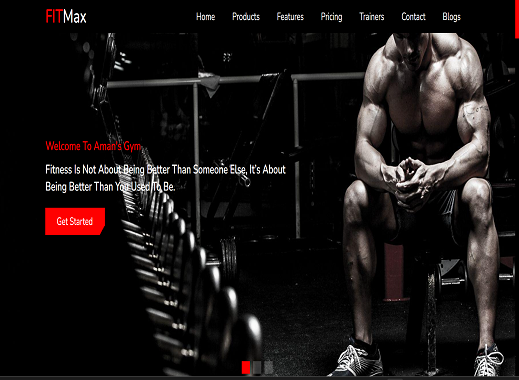 FITMax
Home Products Features Pricing Trainers Contact Blogs
Welcome To Aman's Gym
Fitness Is Not About Being Better Than Someone Else, It's About
Being Better Than You Used To Be.
Get Started